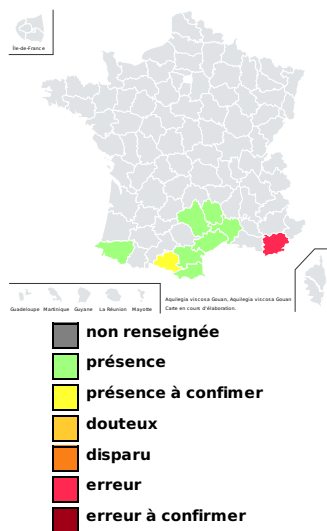 Île-de-France
Guadeloupe Martinique Guyane La Réunion Mayotte
Aquilegia viscosa Gouan, Aquilegia viscosa Gouan
Carte en cours d'élaboration.
non renseignée
présence
présence à confimer
douteux
disparu
erreur
erreur à confirmer